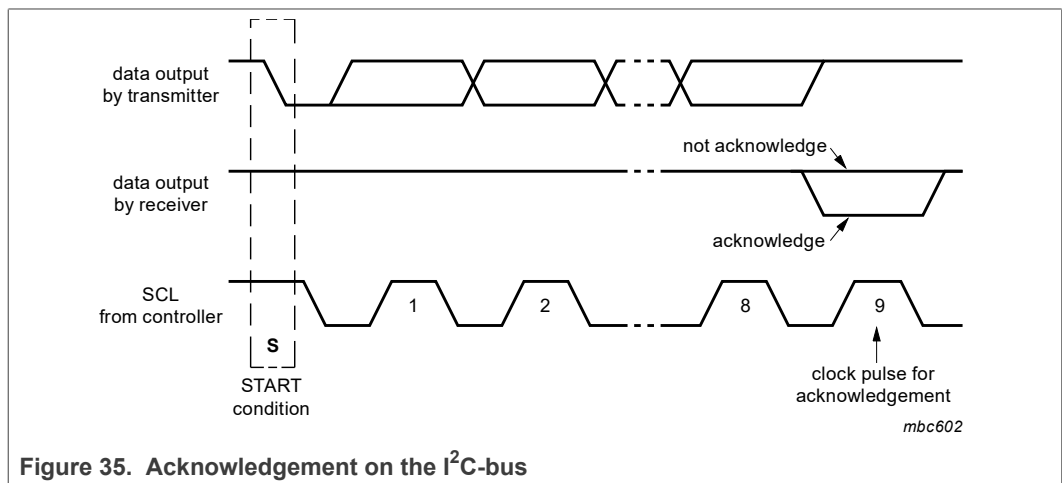 data output
by transmitter
not acknowledge
data output
by receiver
acknowledge
SCL
from controller
1
2
8
9
S
START
condition
clock pulse for
acknowledgement
mbc602
Figure 35. Acknowledgement on the I²C-bus